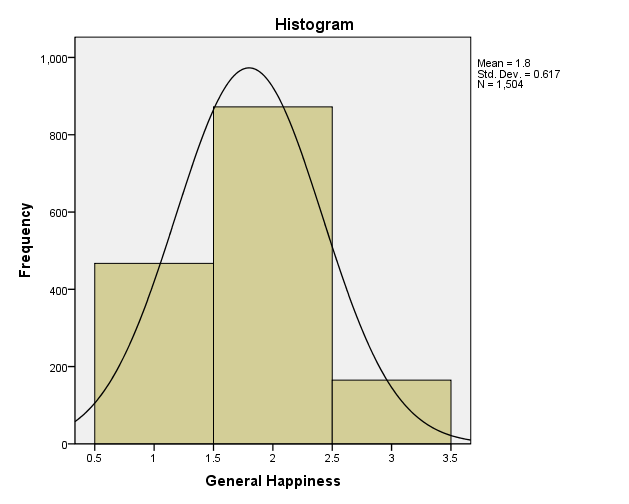 Histogram
Mean = 1.8
Std. Dev. = 0.617
N = 1,504
1,000
800
600
400
200
0
Frequency
0.5 1 1.5 2 2.5 3 3.5
General Happiness